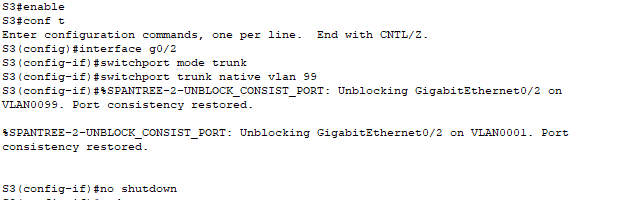 S3#enable
S3#conf t
Enter configuration commands, one per line.  End with CNTL/Z.
S3(config)#interface g0/2
S3(config-if)#switchport mode trunk
S3(config-if)#switchport trunk native vlan 99
S3(config-if)#%SPANTREE-2-UNBLOCK_CONSIST_PORT: Unblocking GigabitEthernet0/2 on
VLAN0099. Port consistency restored.
%SPANTREE-2-UNBLOCK_CONSIST_PORT: Unblocking GigabitEthernet0/2 on VLAN0001. Port
consistency restored.
S3(config-if)#no shutdown